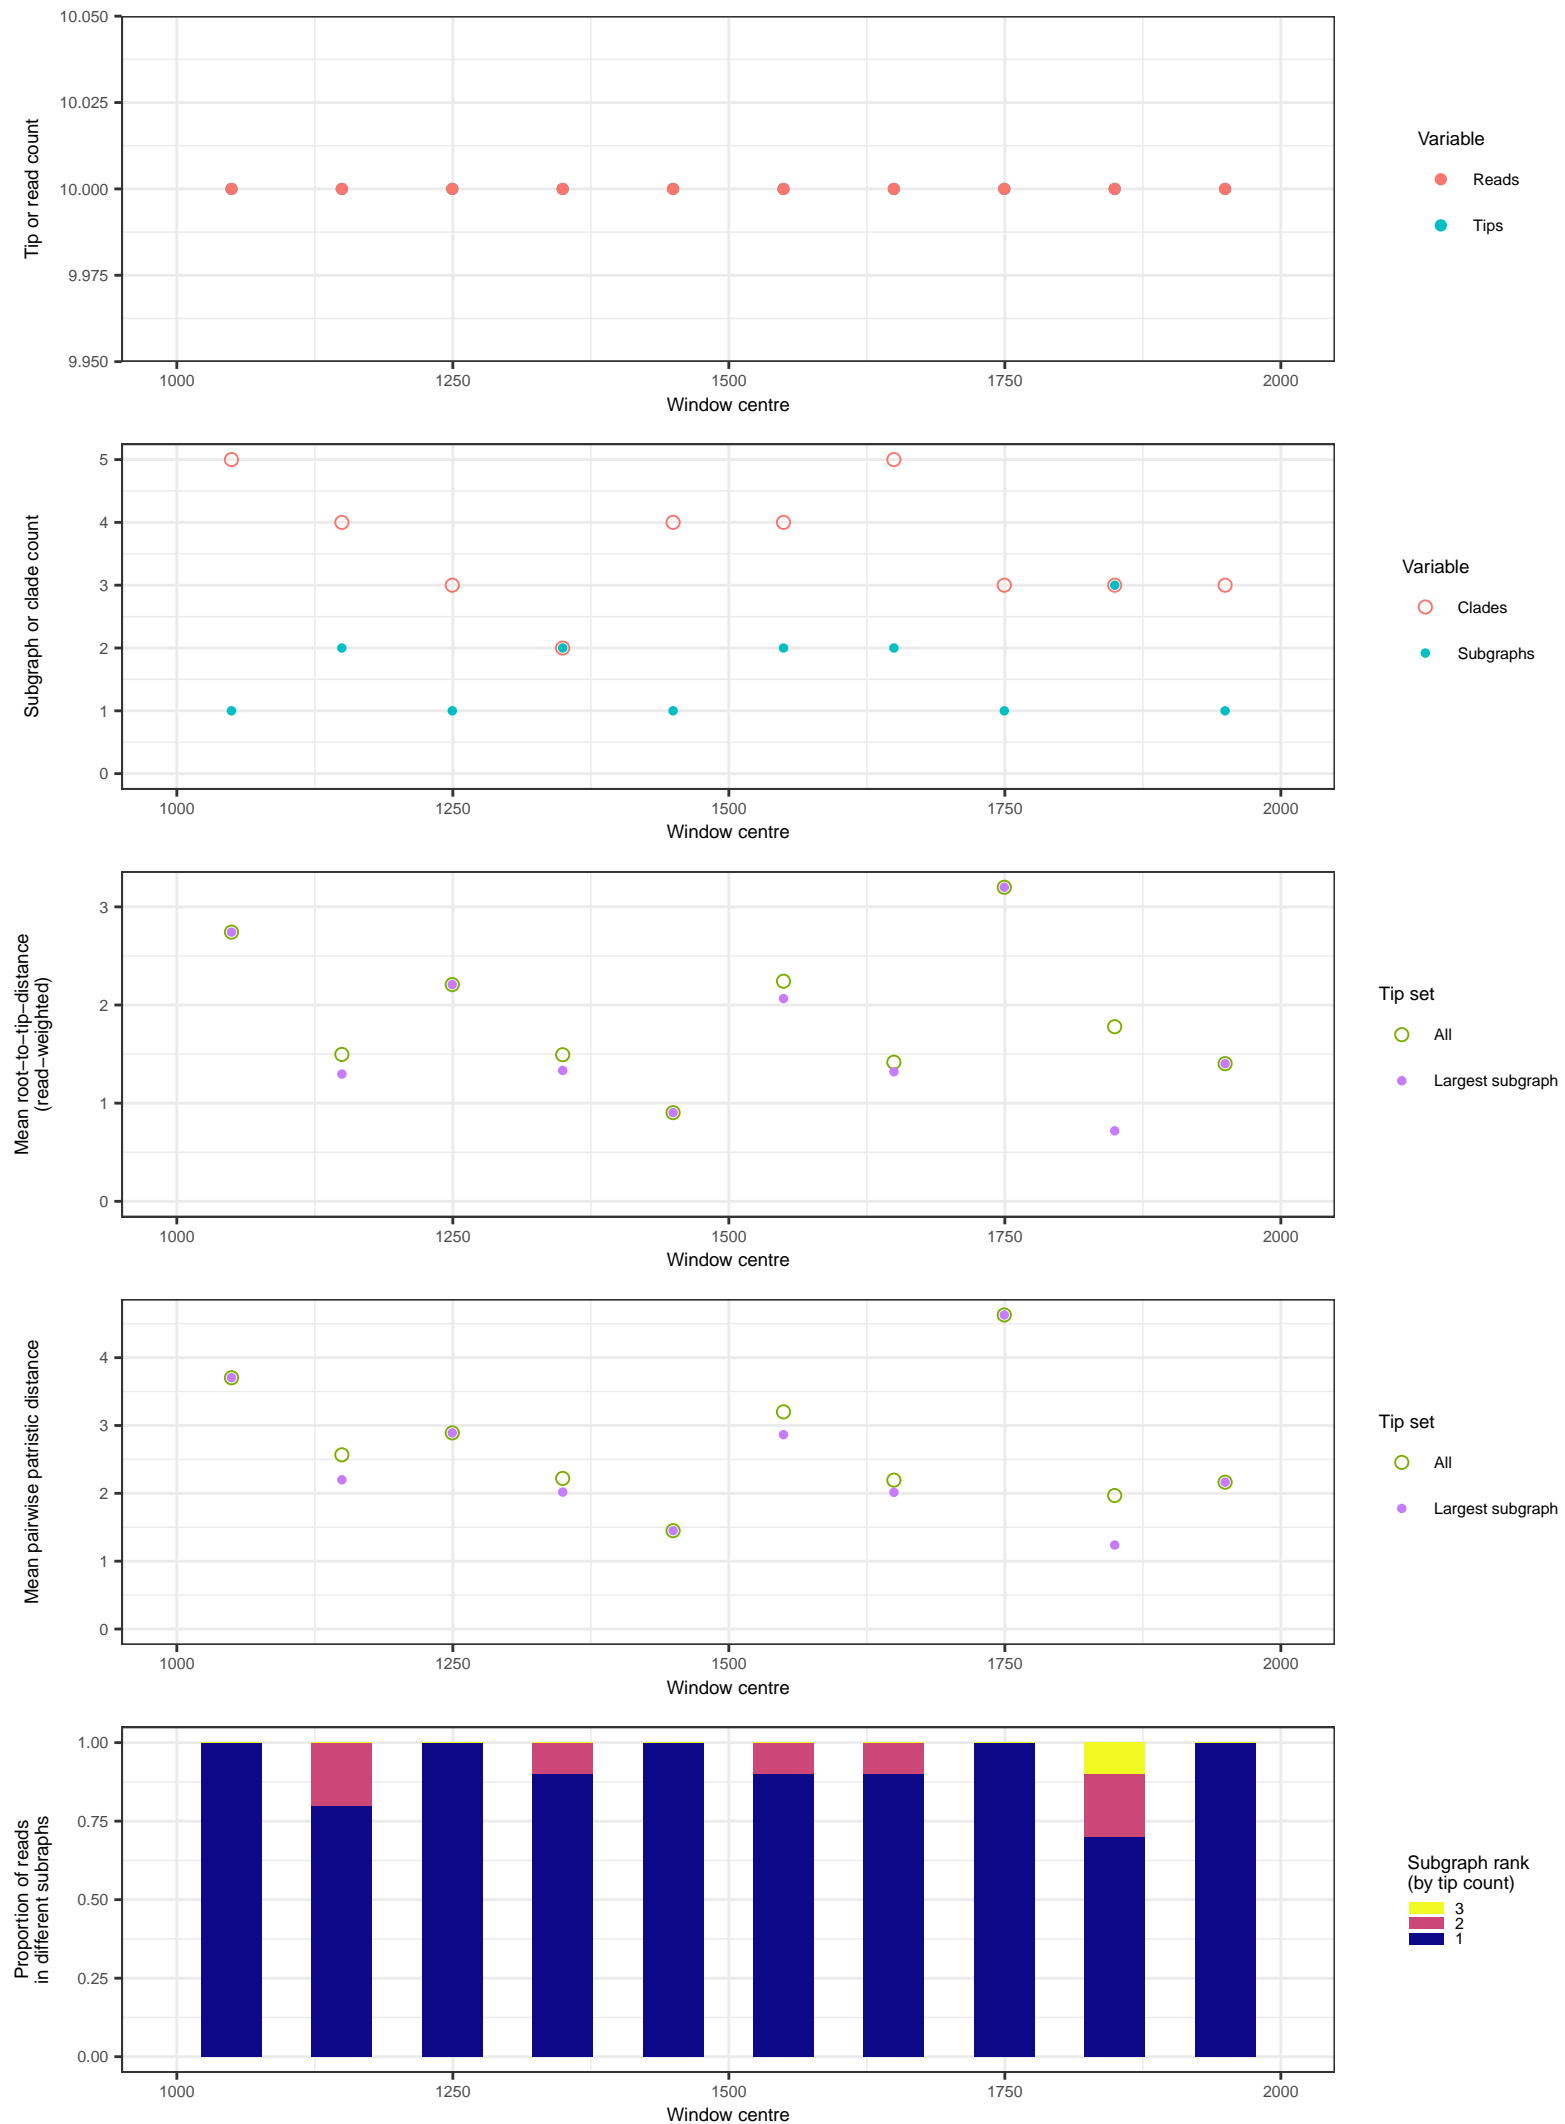 10.050
10.025
10.000
9.975
9.950
Tip or read count
1000 1250 1500 1750 2000
Window centre
Variable
Reads
Tips
5
4
3
2
1
0
Subgraph or clade count
1000 1250 1500 1750 2000
Window centre
Variable
Clades
Subgraphs
3
2
1
0
Mean root−to−tip−distance
(read−weighted)
1000 1250 1500 1750 2000
Window centre
Tip set
All
Largest subgraph
4
3
2
1
0
Mean pairwise patristic distance
1000 1250 1500 1750 2000
Window centre
Tip set
All
Largest subgraph
1.00
0.75
0.50
0.25
0.00
Proportion of reads
in different subraphs
1000 1250 1500 1750 2000
Window centre
Subgraph rank
(by tip count)
3
2
1